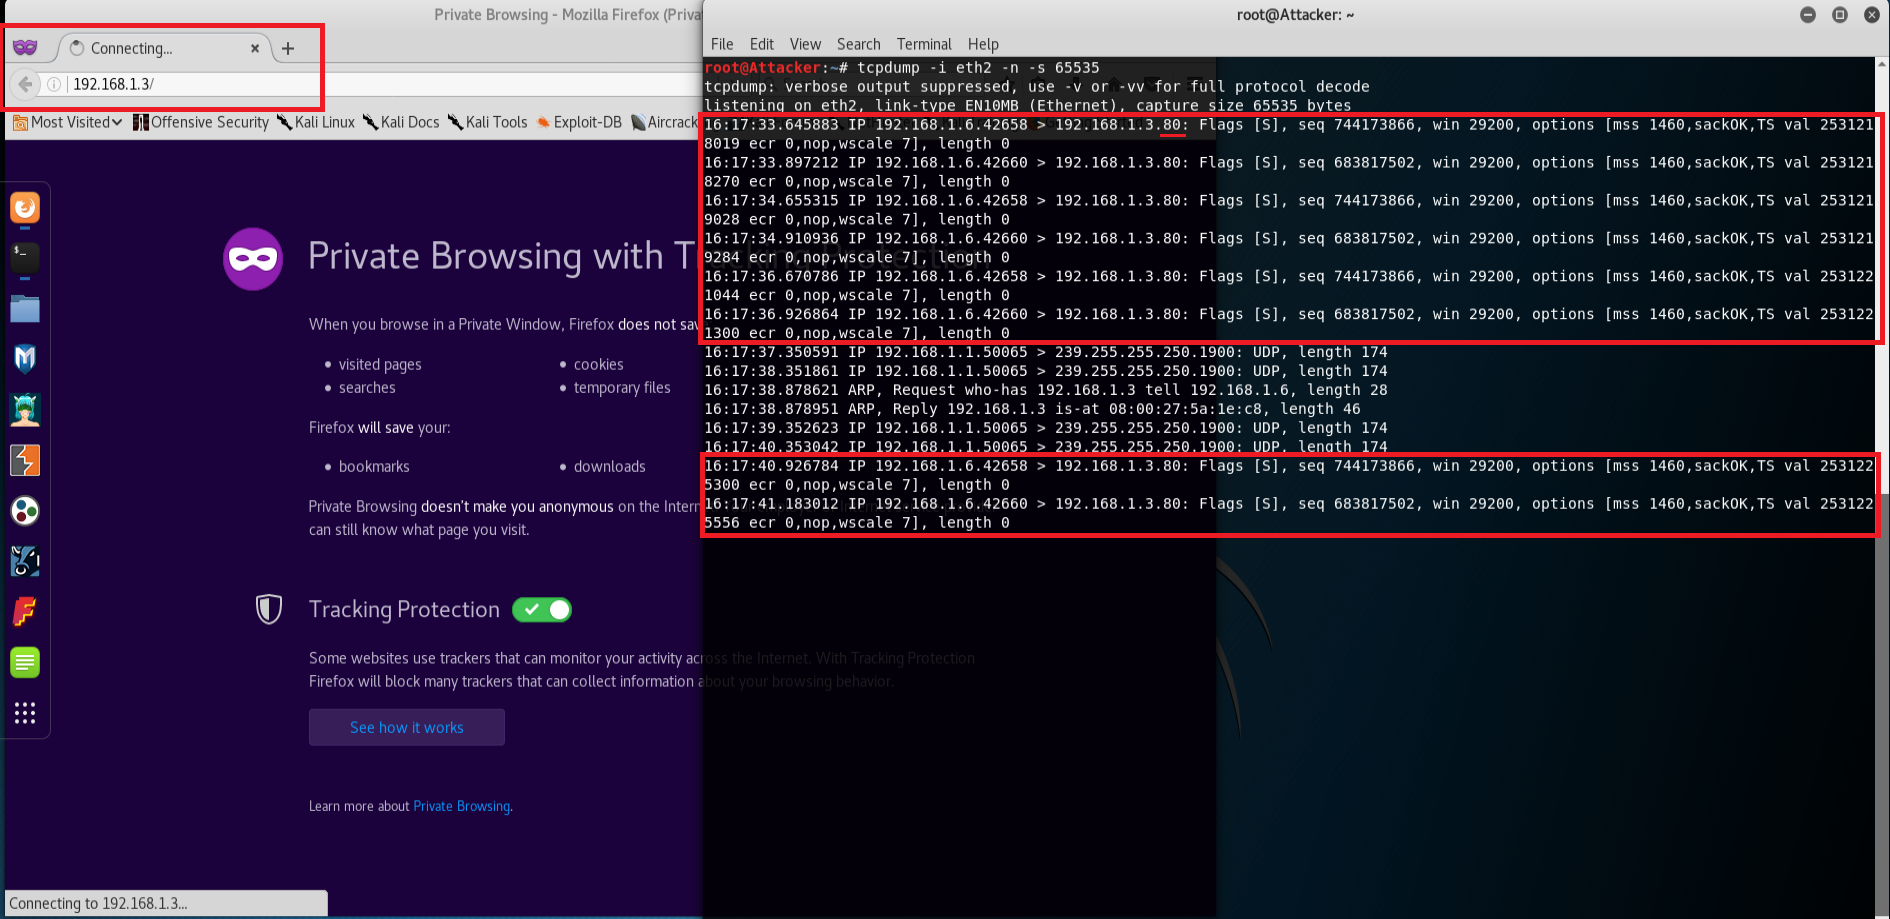 Private Browsing - Mozilla Firefox (Priva
Connecting...
192.168.1.3/
Most Visited
Offensive Security
Kali Linux
Kali Docs
Kali Tools
Exploit-DB
Aircrack
Private Browsing with Tracking Protection
When you browse in a Private Window, Firefox does not sav
visited pages
cookies
searches
temporary files
Firefox will save your:
bookmarks
downloads
Private Browsing doesn't make you anonymous on the Intern
can still know what page you visit.
Tracking Protection
Some websites use trackers that can monitor your activity across the Internet. With Tracking Protection
Firefox will block many trackers that can collect information about your browsing behavior.
See how it works
Learn more about Private Browsing.
Connecting to 192.168.1.3...
root@Attacker: ~
File Edit View Search Terminal Help
root@Attacker:~# tcpdump -i eth2 -n -s 65535
tcpdump: verbose output suppressed, use -v or -vv for full protocol decode
listening on eth2, link-type EN10MB (Ethernet), capture size 65535 bytes
16:17:33.645883 IP 192.168.1.6.42658 > 192.168.1.3.80: Flags [S], seq 744173866, win 29200, options [mss 1460,sackOK,TS val 253121
8019 ecr 0,nop,wscale 7], length 0
16:17:33.897212 IP 192.168.1.6.42660 > 192.168.1.3.80: Flags [S], seq 683817502, win 29200, options [mss 1460,sackOK,TS val 253121
8270 ecr 0,nop,wscale 7], length 0
16:17:34.655315 IP 192.168.1.6.42658 > 192.168.1.3.80: Flags [S], seq 744173866, win 29200, options [mss 1460,sackOK,TS val 253121
9028 ecr 0,nop,wscale 7], length 0
16:17:34.910936 IP 192.168.1.6.42660 > 192.168.1.3.80: Flags [S], seq 683817502, win 29200, options [mss 1460,sackOK,TS val 253121
9284 ecr 0,nop,wscale 7], length 0
16:17:36.670786 IP 192.168.1.6.42658 > 192.168.1.3.80: Flags [S], seq 744173866, win 29200, options [mss 1460,sackOK,TS val 253122
1044 ecr 0,nop,wscale 7], length 0
16:17:36.926864 IP 192.168.1.6.42660 > 192.168.1.3.80: Flags [S], seq 683817502, win 29200, options [mss 1460,sackOK,TS val 253122
1300 ecr 0,nop,wscale 7], length 0
16:17:37.350591 IP 192.168.1.1.50065 > 239.255.255.250.1900: UDP, length 174
16:17:38.351861 IP 192.168.1.1.50065 > 239.255.255.250.1900: UDP, length 174
16:17:38.878621 ARP, Request who-has 192.168.1.3 tell 192.168.1.6, length 28
16:17:38.878951 ARP, Reply 192.168.1.3 is-at 08:00:27:5a:1e:c8, length 46
16:17:39.352623 IP 192.168.1.1.50065 > 239.255.255.250.1900: UDP, length 174
16:17:40.353042 IP 192.168.1.1.50065 > 239.255.255.250.1900: UDP, length 174
16:17:40.926784 IP 192.168.1.6.42658 > 192.168.1.3.80: Flags [S], seq 744173866, win 29200, options [mss 1460,sackOK,TS val 253122
5300 ecr 0,nop,wscale 7], length 0
16:17:41.183012 IP 192.168.1.6.42660 > 192.168.1.3.80: Flags [S], seq 683817502, win 29200, options [mss 1460,sackOK,TS val 253122
5556 ecr 0,nop,wscale 7], length 0